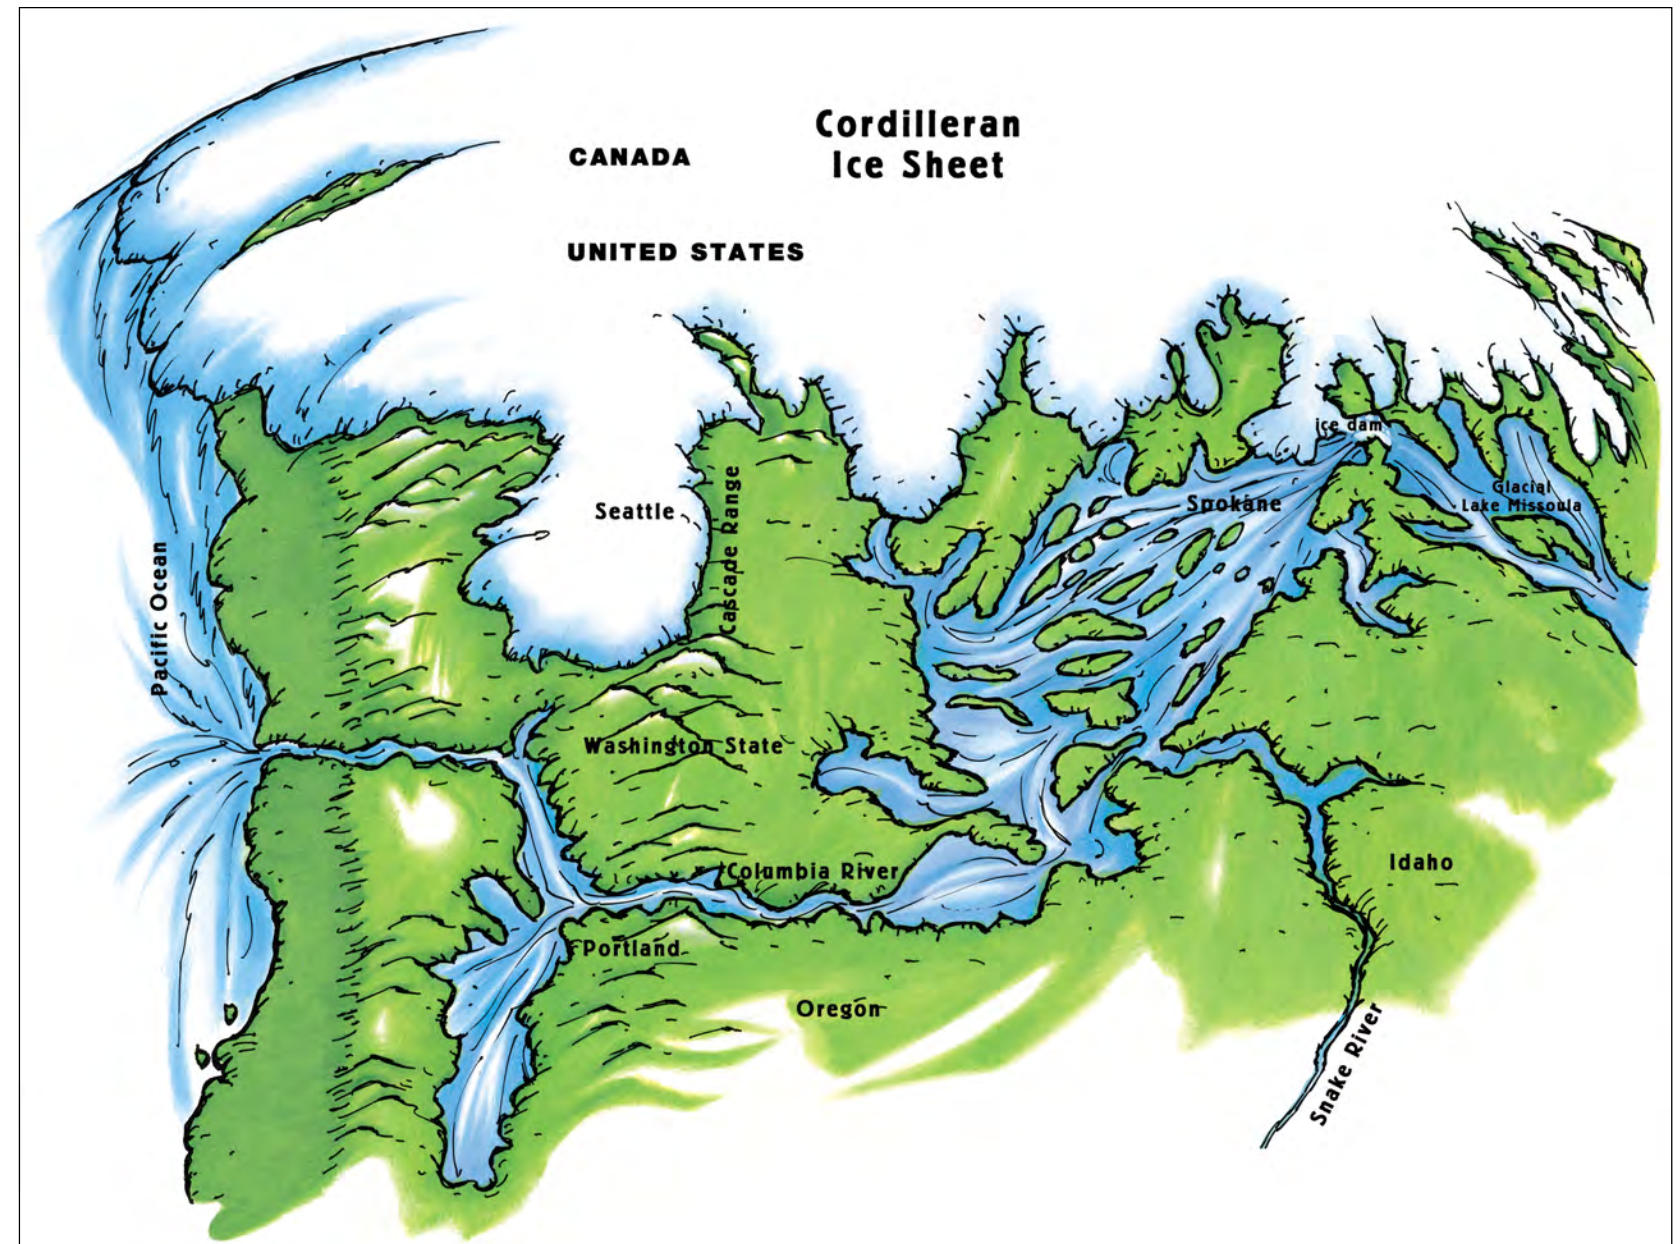 Cordilleran
Ice Sheet
CANADA
UNITED STATES
ice dam
Glacial
Lake Missoula
Spokane
Seattle
Cascade Range
Pacific Ocean
Washington State
Columbia River
Idaho
Portland
Oregon
Snake River